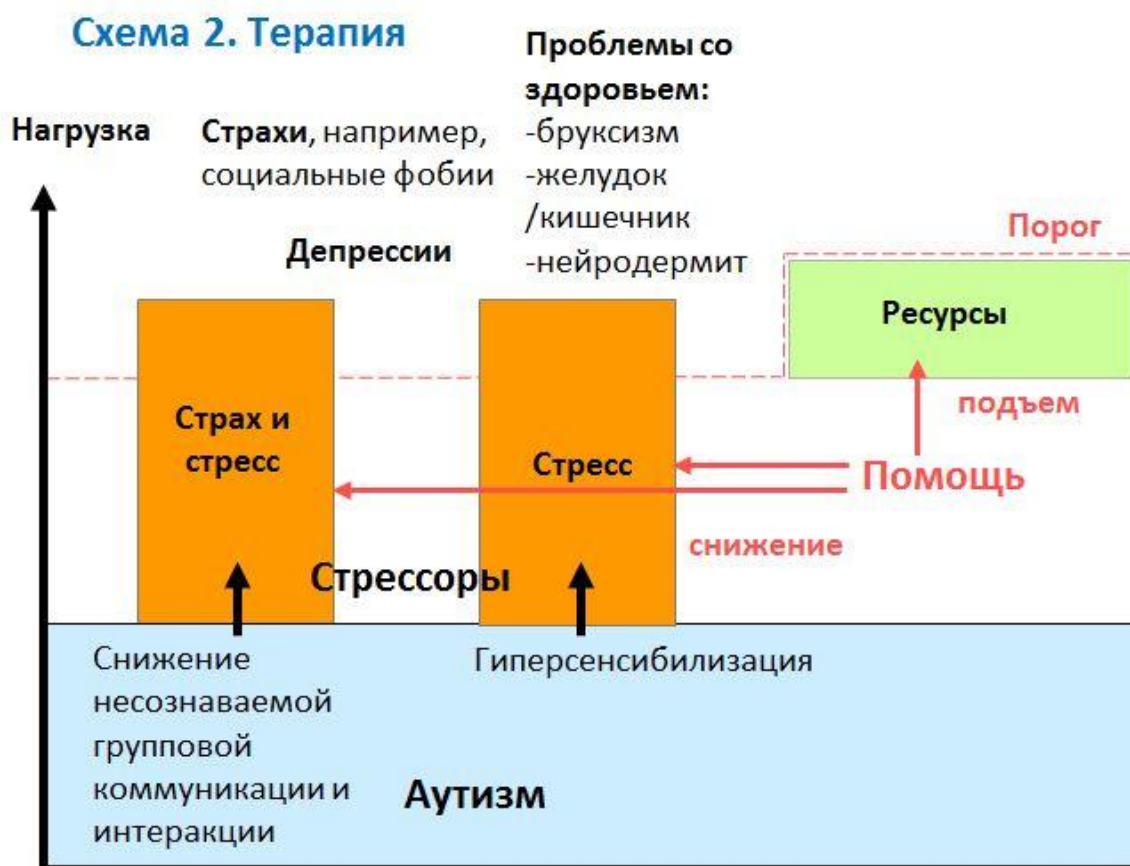 Схема 2. Терапия
Проблемы со
здоровьем:
-бруксизм
-желудок
/кишечник
-нейродермит
Нагрузка
Страхи, например,
социальные фобии
Депрессии
Порог
Ресурсы
подъем
Страх и
стресс
Стресс
Помощь
снижение
Стрессоры
Снижение
несознаваемой
групповой
коммуникации и
интеракции
Гиперсенсибилизация
Аутизм